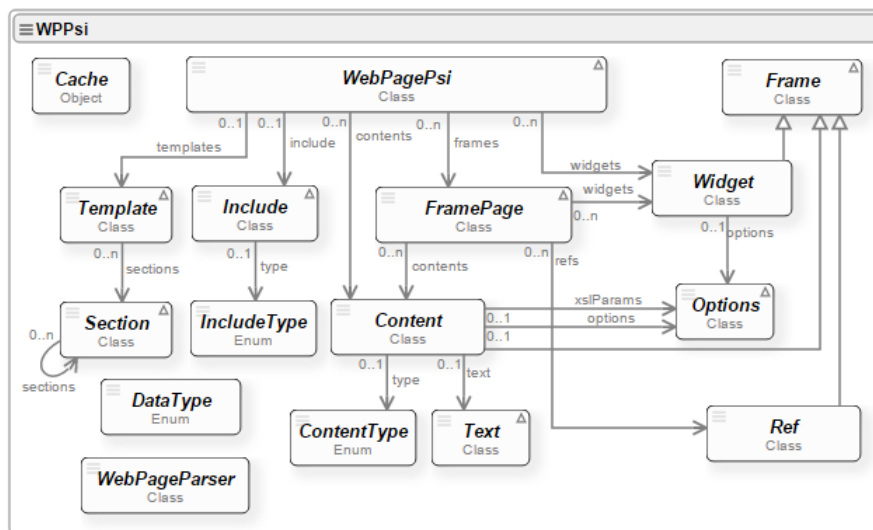 WPPsi
Cache
Object
WebPagePsi
Class
Frame
Class
0..1
0..1
0..n
0..n
0..n
templates
include
contents
frames
widgets
Template
Class
Include
Class
FramePage
Class
widgets
0..n
Widget
Class
0..n
sections
0..1
type
0..n
contents
0..n
refs
0..1
options
Section
Class
0..n
sections
IncludeType
Enum
Content
Class
xslParams
0..1
options
0..1
Options
Class
0..1
type
0..1
text
DataType
Enum
ContentType
Enum
Text
Class
Ref
Class
WebPageParser
Class